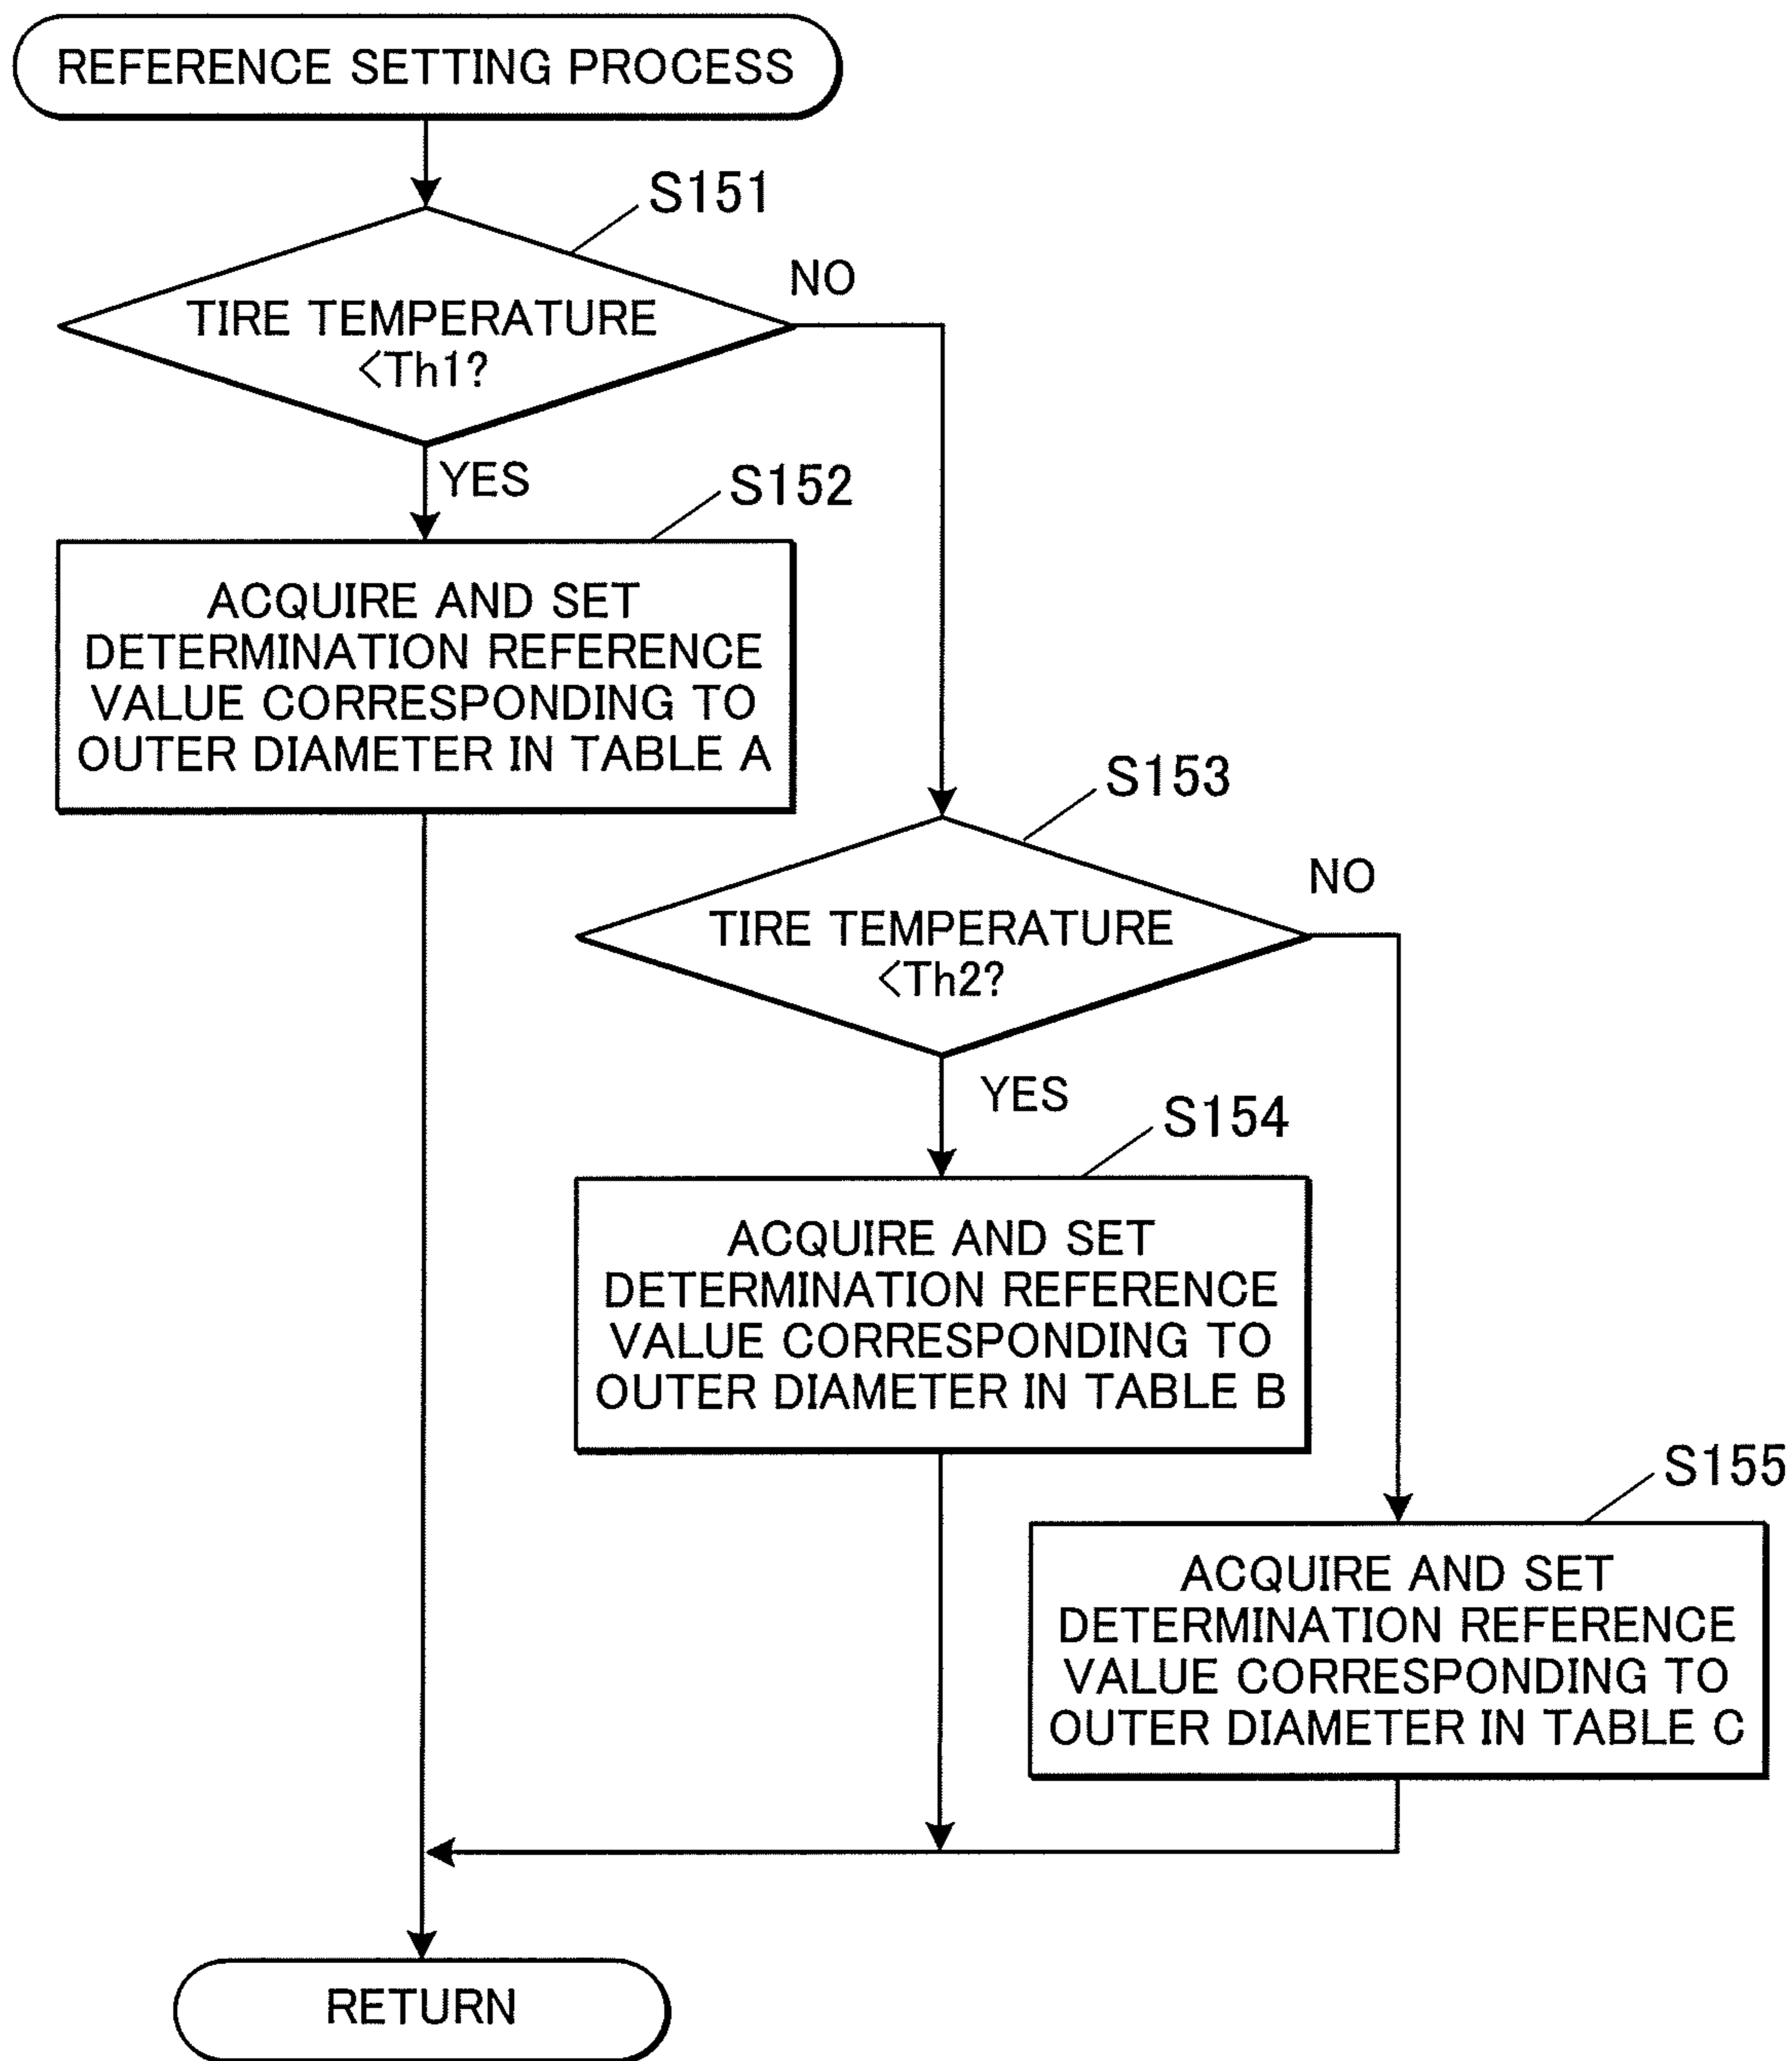 REFERENCE SETTING PROCESS
S151
TIRE TEMPERATURE
<Th1?
NO
YES
S152
ACQUIRE AND SET
DETERMINATION REFERENCE
VALUE CORRESPONDING TO
OUTER DIAMETER IN TABLE A
S153
TIRE TEMPERATURE
<Th2?
NO
YES
S154
ACQUIRE AND SET
DETERMINATION REFERENCE
VALUE CORRESPONDING TO
OUTER DIAMETER IN TABLE B
S155
ACQUIRE AND SET
DETERMINATION REFERENCE
VALUE CORRESPONDING TO
OUTER DIAMETER IN TABLE C
RETURN